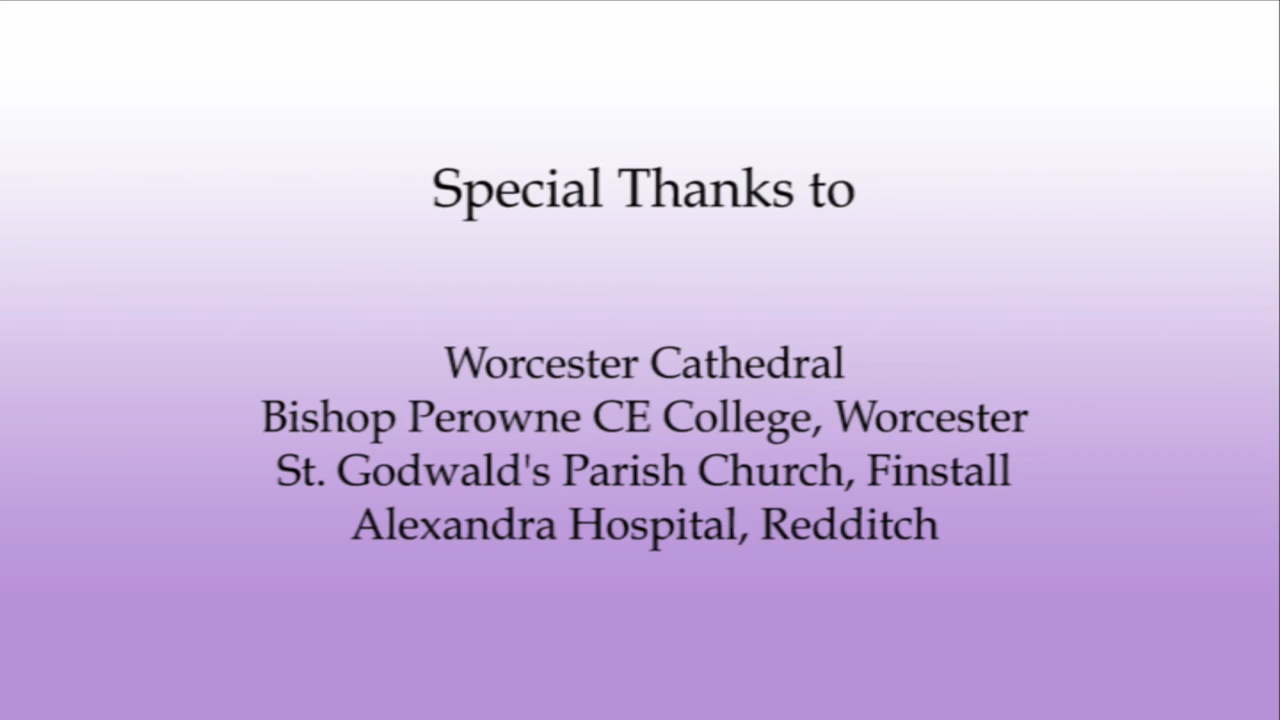 Special Thanks to
Worcester Cathedral
Bishop Perowne CE College, Worcester
St. Godwald's Parish Church, Finstall
Alexandra Hospital, Redditch